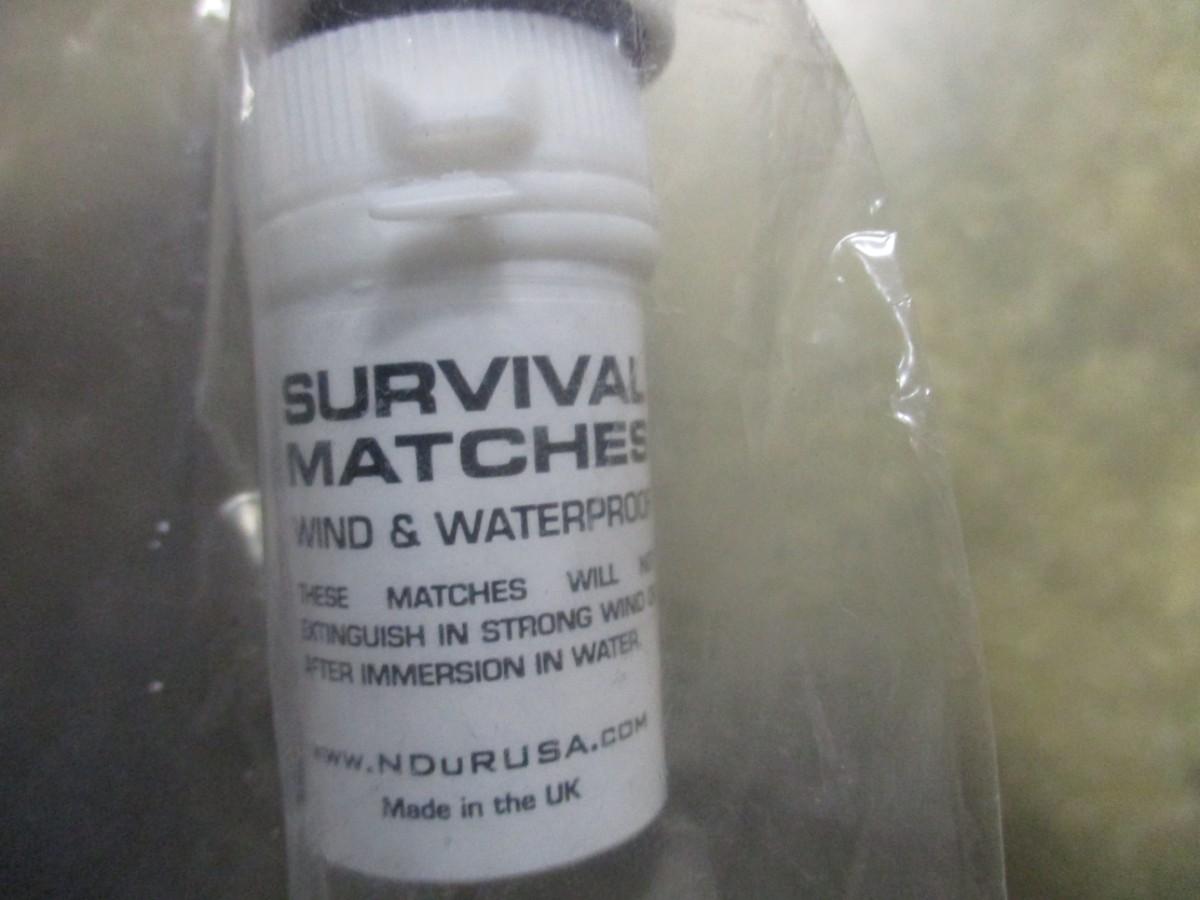 SURVIVAL
MATCHES
WIND & WATERPROOF
THESE MATCHES WILL
EXTINGUISH IN STRONG WIND
AFTER IMMERSION IN WATER.
www.NDuRUSA.COM
Made in the UK